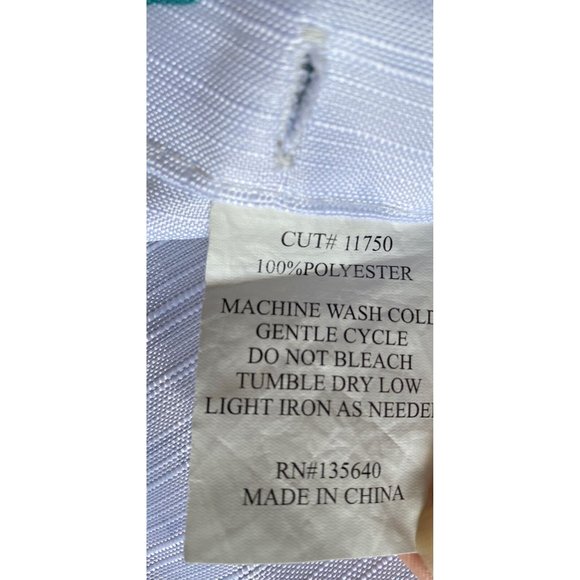 CUT# 11750
100%POLYESTER
MACHINE WASH COLD
GENTLE CYCLE
DO NOT BLEACH
TUMBLE DRY LOW
LIGHT IRON AS NEEDED
RN#135640
MADE IN CHINA